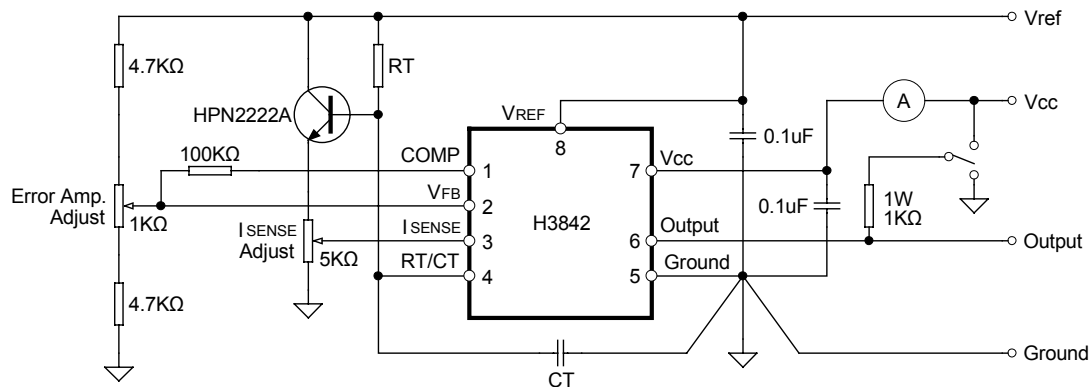 Vref
4.7KΩ
RT
A
HPN2222A
Vcc
VREF
0.1uF
8
100KΩ
COMP
1
7
Vcc
Error Amp.
Adjust
1KΩ
VFB
2
H3842
0.1uF
1W
1KΩ
ISENSE
Adjust
5KΩ
ISENSE
3
6
Output
Output
RT/CT
4
5
Ground
4.7KΩ
CT
Ground